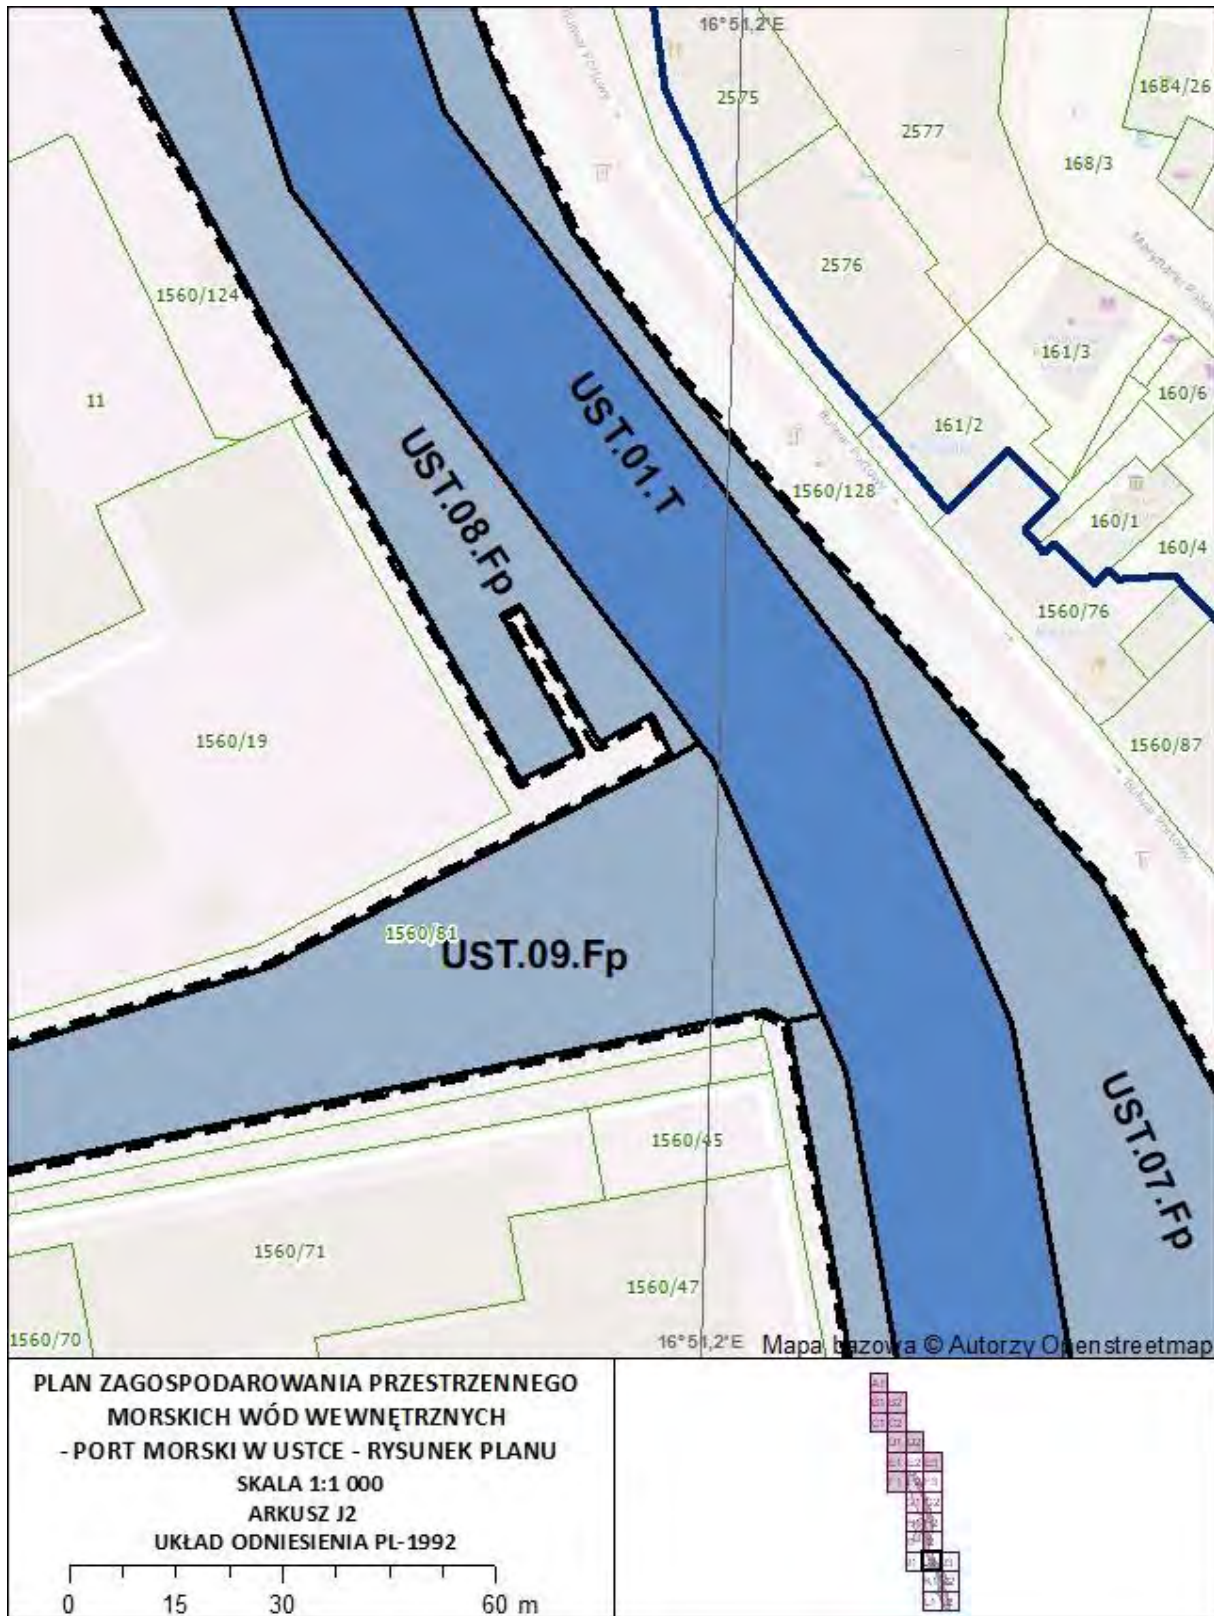 16°51,2'E
2575
1684/26
2577
168/3
2576
1560/124
161/3
160/6
11
161/2
UST.01.T
UST.08.Fp
1560/128
Bulwar Portowy
160/1
160/4
1560/76
1560/19
1560/87
Bulwar Portowy
1560/81
UST.09.Fp
UST.07.Fp
1560/45
1560/71
1560/47
1560/70
16°51,2'E
Mapa bazowa © Autorzy Openstreetmap
PLAN ZAGOSPODAROWANIA PRZESTRZENNEGO
MORSKICH WÓD WEWNĘTRZNYCH
- PORT MORSKI W USTCE - RYSUNEK PLANU
SKALA 1:1 000
ARKUSZ J2
UKŁAD ODNIESIENIA PL-1992
0 15 30 60 m